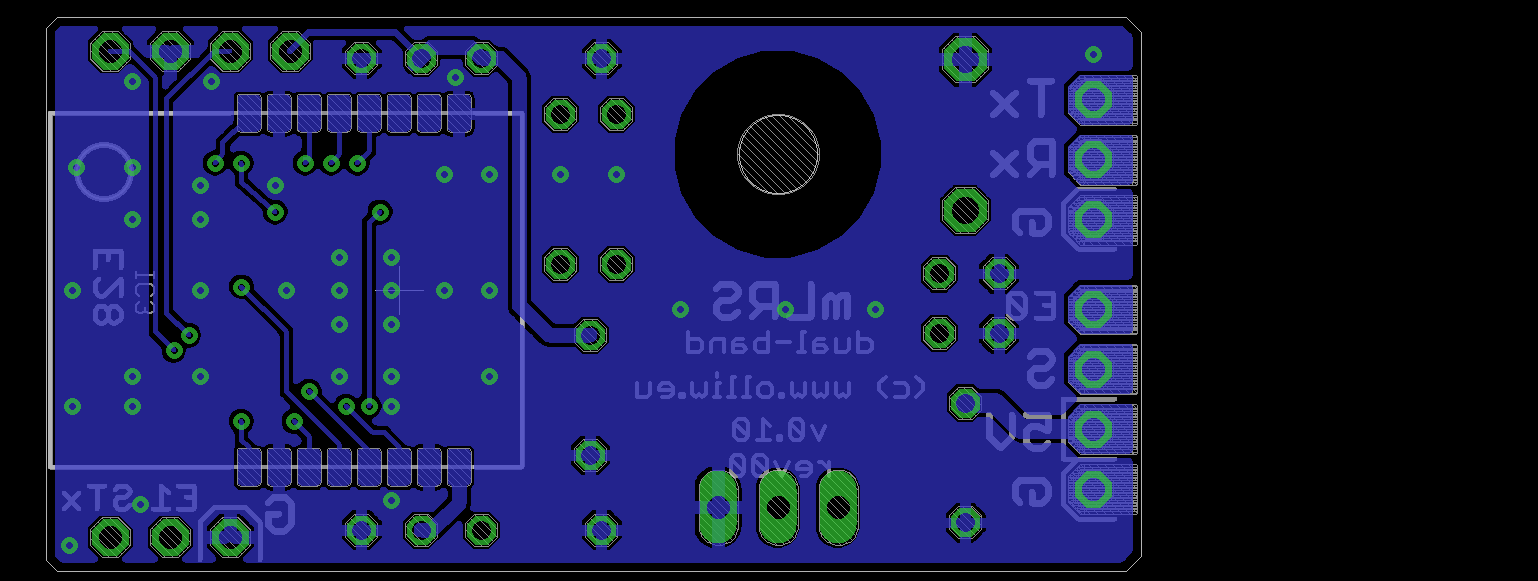 Tx
Rx
G
E28
IC3
mLRS
dual-band
(c) www.olliw.eu
v0.10
rev00
E0
S
5V
G
E1 STx
G